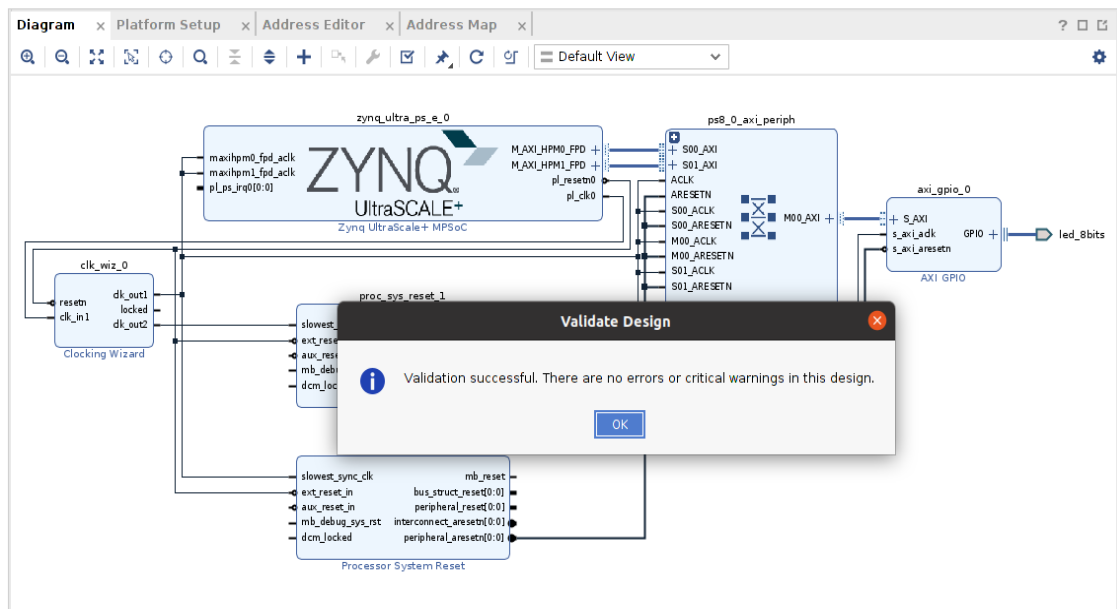 Diagram × Platform Setup × Address Editor × Address Map ×
Default View
zynq_ultra_ps_e_0
maxihpm0_fpd_aclk
maxihpm1_fpd_aclk
pl_ps_irq0[0:0]
ZYNQ
UltraSCALE+
M_AXI_HPM0_FPD
M_AXI_HPM1_FPD
pl_resetn0
pl_clk0
Zynq UltraScale+ MPSoC
ps8_0_axi_periph
S00_AXI
S01_AXI
ACLK
ARESETN
S00_ACLK
S00_ARESETN
M00_ACLK
M00_ARESETN
S01_ACLK
S01_ARESETN
M00_AXI
axi_gpio_0
S_AXI
s_axi_aclk
s_axi_aresetn
GPIO
AXI GPIO
led_8bits
clk_wiz_0
resetn
clk_in1
clk_out1
locked
clk_out2
Clocking Wizard
proc_sys_reset_1
slowest_
ext_rese
aux_rese
mb_debu
dcm_loc
Validate Design
Validation successful. There are no errors or critical warnings in this design.
OK
slowest_sync_clk
ext_reset_in
aux_reset_in
mb_debug_sys_rst
dcm_locked
mb_reset
bus_struct_reset[0:0]
peripheral_reset[0:0]
interconnect_aresetn[0:0]
peripheral_aresetn[0:0]
Processor System Reset